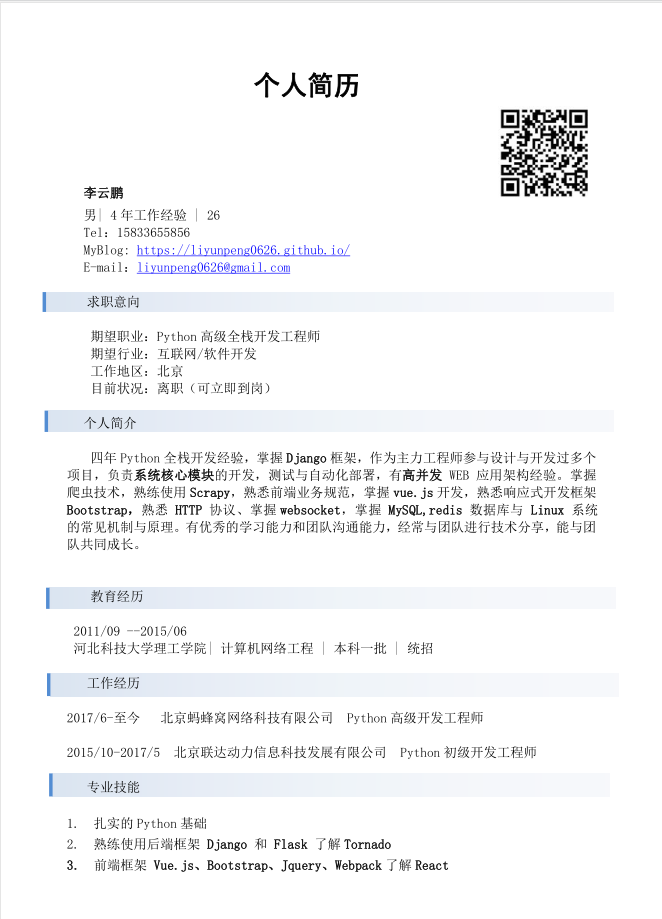 个人简历
李云鹏
男| 4 年工作经验 | 26
Tel: 15833655856
MyBlog: https://liyunpeng0626.github.io/
E-mail: liyunpeng0626@gmail.com
求职意向
期望职业：Python 高级全栈开发工程师
期望行业：互联网/软件开发
工作地区：北京
目前状况：离职（可立即到岗）
个人简介
四年 Python 全栈开发经验，掌握 Django 框架，作为主力工程师参与设计与开发过多个
项目，负责系统核心模块的开发，测试与自动化部署，有高并发 WEB 应用架构经验。掌握
爬虫技术，熟练使用 Scrapy，熟悉前端业务规范，掌握 vue.js 开发，熟悉响应式开发框架
Bootstrap，熟悉 HTTP 协议、掌握 websocket，掌握 MySQL,redis 数据库与 Linux 系统
的常见机制与原理。有优秀的学习能力和团队沟通能力，经常与团队进行技术分享，能与团
队共同成长。
教育经历
2011/09 --2015/06
河北科技大学理工学院| 计算机网络工程 | 本科一批 | 统招
工作经历
2017/6-至今 北京蚂蜂窝网络科技有限公司 Python 高级开发工程师
2015/10-2017/5 北京联达动力信息科技发展有限公司 Python 初级开发工程师
专业技能
1. 扎实的 Python 基础
2. 熟练使用后端框架 Django 和 Flask 了解 Tornado
3. 前端框架 Vue.js、Bootstrap、Jquery、Webpack 了解 React